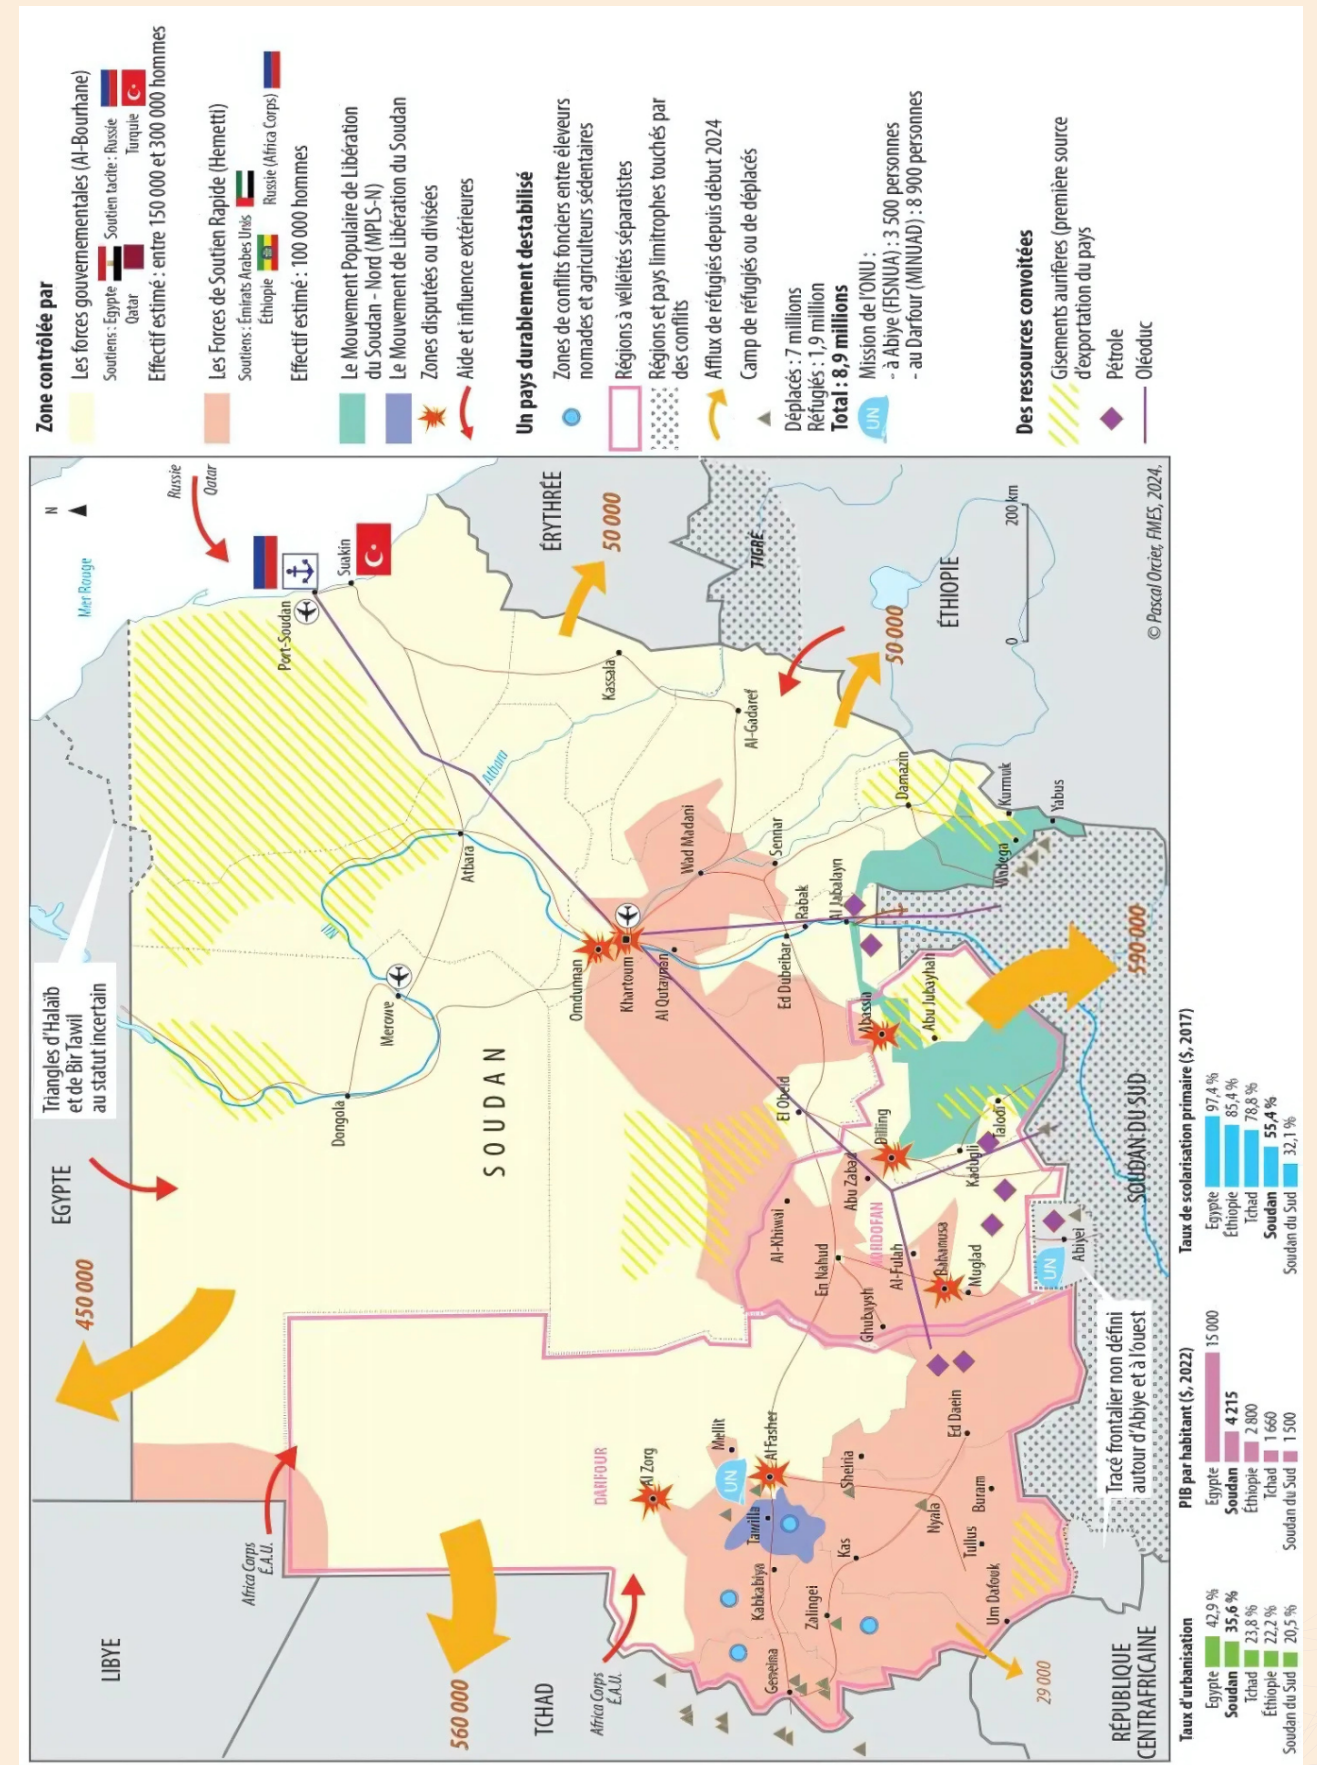 Zone contrôlée par
Les forces gouvernementales (Al-Bourhane)
Soutiens : Egypte
Soutien tacite : Russie
Qatar
Turquie
Effectif estimé : entre 150 000 et 300 000 hommes
Les Forces de Soutien Rapide (Hemetti)
Soutiens : Emirats Arabes Unis
Russie (Africa Corps)
Éthiopie
Effectif estimé : 100 000 hommes
Le Mouvement Populaire de Libération
du Soudan - Nord (MPLS-N)
Le Mouvement de Libération du Soudan
Zones disputées ou divisées
Aide et influence extérieures
Un pays durablement destabilisé
Zones de conflits fonciers entre éleveurs
nomades et agriculteurs sédentaires
Régions à vélléités séparatistes
Régions et pays limitrophes touchés par
des conflits
Afflux de réfugiés depuis début 2024
Camp de réfugiés ou de déplacés
Déplacés : 7 millions
Réfugiés : 1,9 million
Total : 8,9 millions
UN
Mission de l'ONU :
- à Abiye (FISNUA) : 3 500 personnes
- au Darfour (MINUAD) : 8 900 personnes
Des ressources convoitées
Gisements aurifères (première source
d'exportation du pays
Pétrole
Oléoduc
N
Mer Rouge
Russie
Qatar
Port-Soudan
Suakin
ÉRYTHRÉE
50 000
TIGRÉ
ÉTHIOPIE
50 000
0
200 km
© Pascal Orcier, FMES, 2024.
Kassala
Al-Gadaref
Atbara
Atbara
Nil
Merowe
Dongola
Triangles d'Halaïb
et de Bir Tawil
au statut incertain
EGYPTE
450 000
SOUDAN
Omdunnan
Khartoum
Al Qutaynan
Wad Madani
Sennar
Ed Dubeibar
Rabak
Al Jabalayn
Damazin
Kurmuk
Yabus
Wadega
Abassia
Abu Jubayhah
590 000
SOUDAN DU SUD
El Obeid
Dilling
Talodi
Kadugli
Abu Zabad
KORDOFAN
Al-Khiwai
En Nahud
Al-Fulah
Babamusa
Muglad
Ghubaysh
UN
Abiyei
Tracé frontalier non défini
autour d'Abiye et à l'ouest
DARFOUR
Al Zorg
Mellit
UN
Al Fasher
Tawilla
Sheiria
Ed Daein
Nyala
Buram
Tullus
Kas
Kabkabiya
Zalingei
Geneina
Um Dafouk
29 000
RÉPUBLIQUE
CENTRAFRICAINE
LIBYE
Africa Corps
É.A.U.
TCHAD
560 000
Africa Corps
É.A.U.
Taux d'urbanisation
Egypte 42,9 %
Soudan 35,6 %
Tchad 23,8 %
Éthiopie 22,2 %
Soudan du Sud 20,5 %
PIB par habitant ($, 2022)
Egypte 15 000
Soudan 4 215
Éthiopie 2 800
Tchad 1 660
Soudan du Sud 1 500
Taux de scolarisation primaire ($, 2017)
Egypte 97,4 %
Éthiopie 85,4 %
Tchad 78,8 %
Soudan 55,4 %
Soudan du Sud 32,1 %